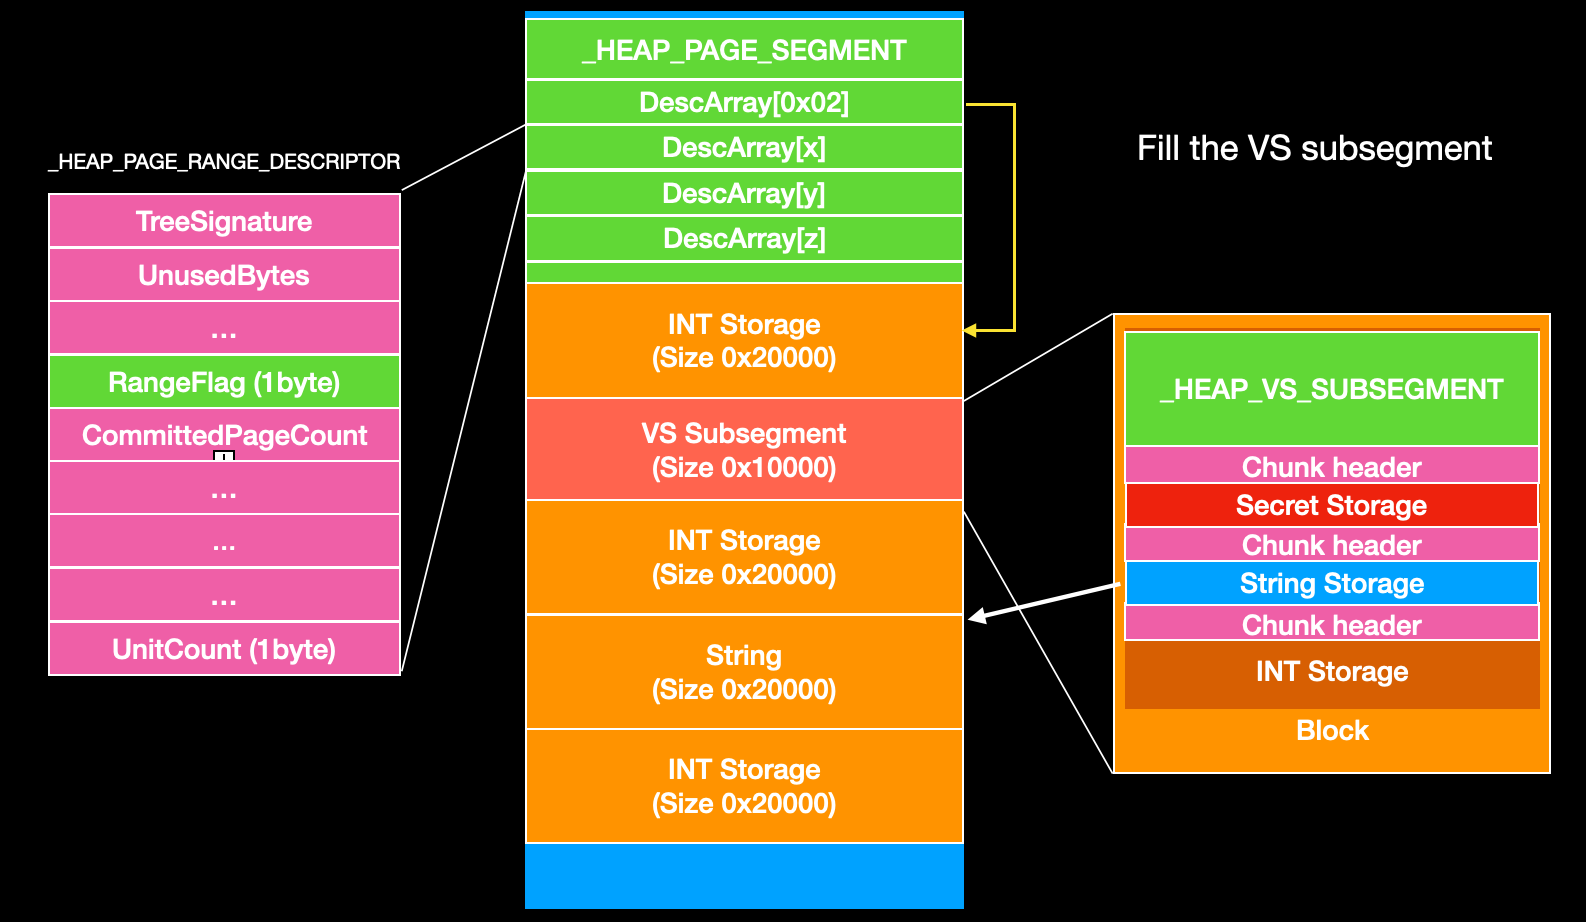 _HEAP_PAGE_SEGMENT
DescArray[0x02]
DescArray[x]
DescArray[y]
DescArray[z]
INT Storage
(Size 0x20000)
VS Subsegment
(Size 0x10000)
INT Storage
(Size 0x20000)
String
(Size 0x20000)
INT Storage
(Size 0x20000)
_HEAP_PAGE_RANGE_DESCRIPTOR
TreeSignature
UnusedBytes
...
RangeFlag (1byte)
CommittedPageCount
...
...
...
UnitCount (1byte)
Fill the VS subsegment
_HEAP_VS_SUBSEGMENT
Chunk header
Secret Storage
Chunk header
String Storage
Chunk header
INT Storage
Block